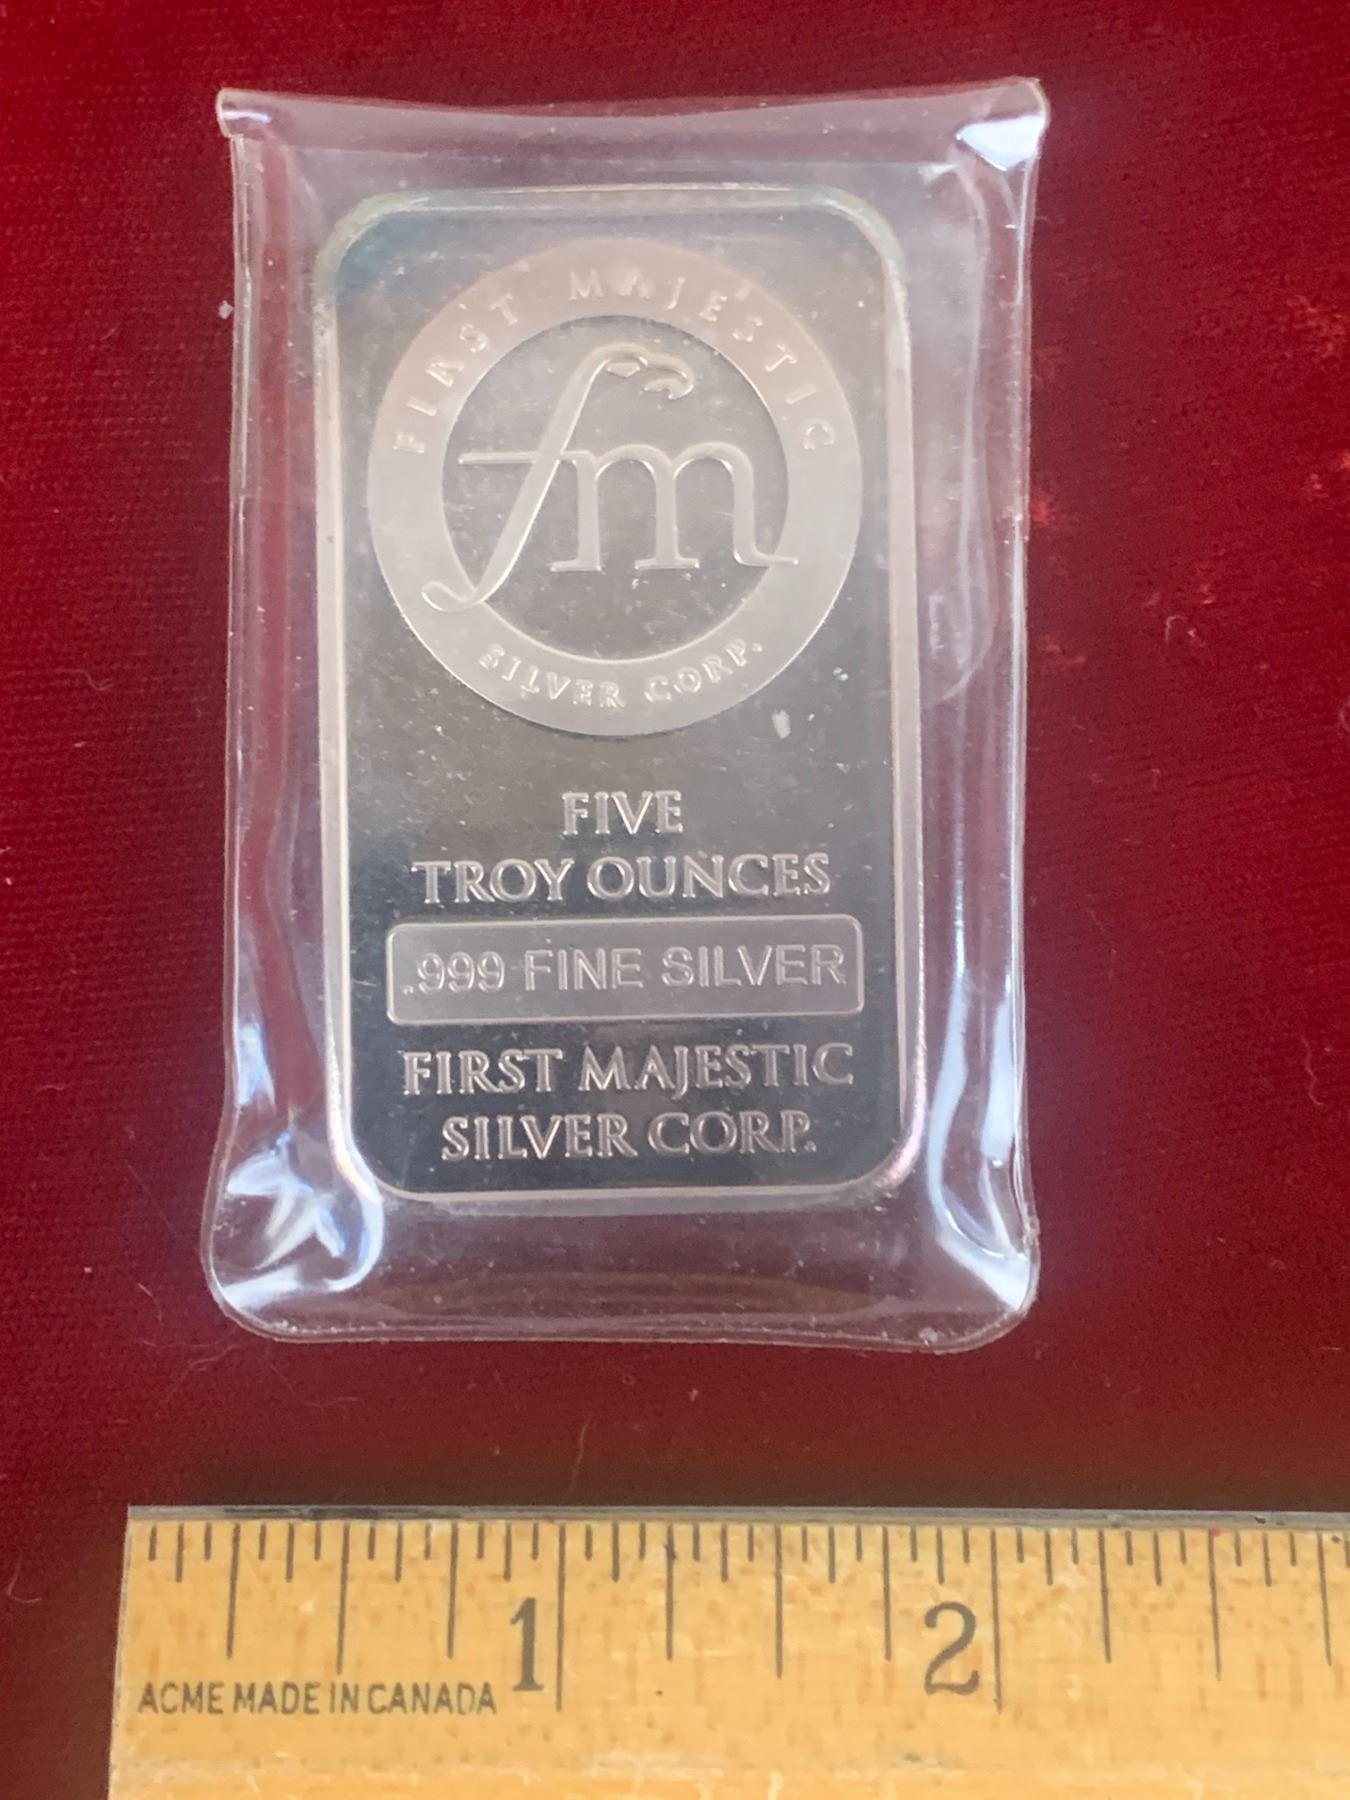 FIRST MAJESTIC
fm
SILVER CORP.
FIVE
TROY OUNCES
.999 FINE SILVER
FIRST MAJESTIC
SILVER CORP.
1 2
ACME MADE IN CANADA